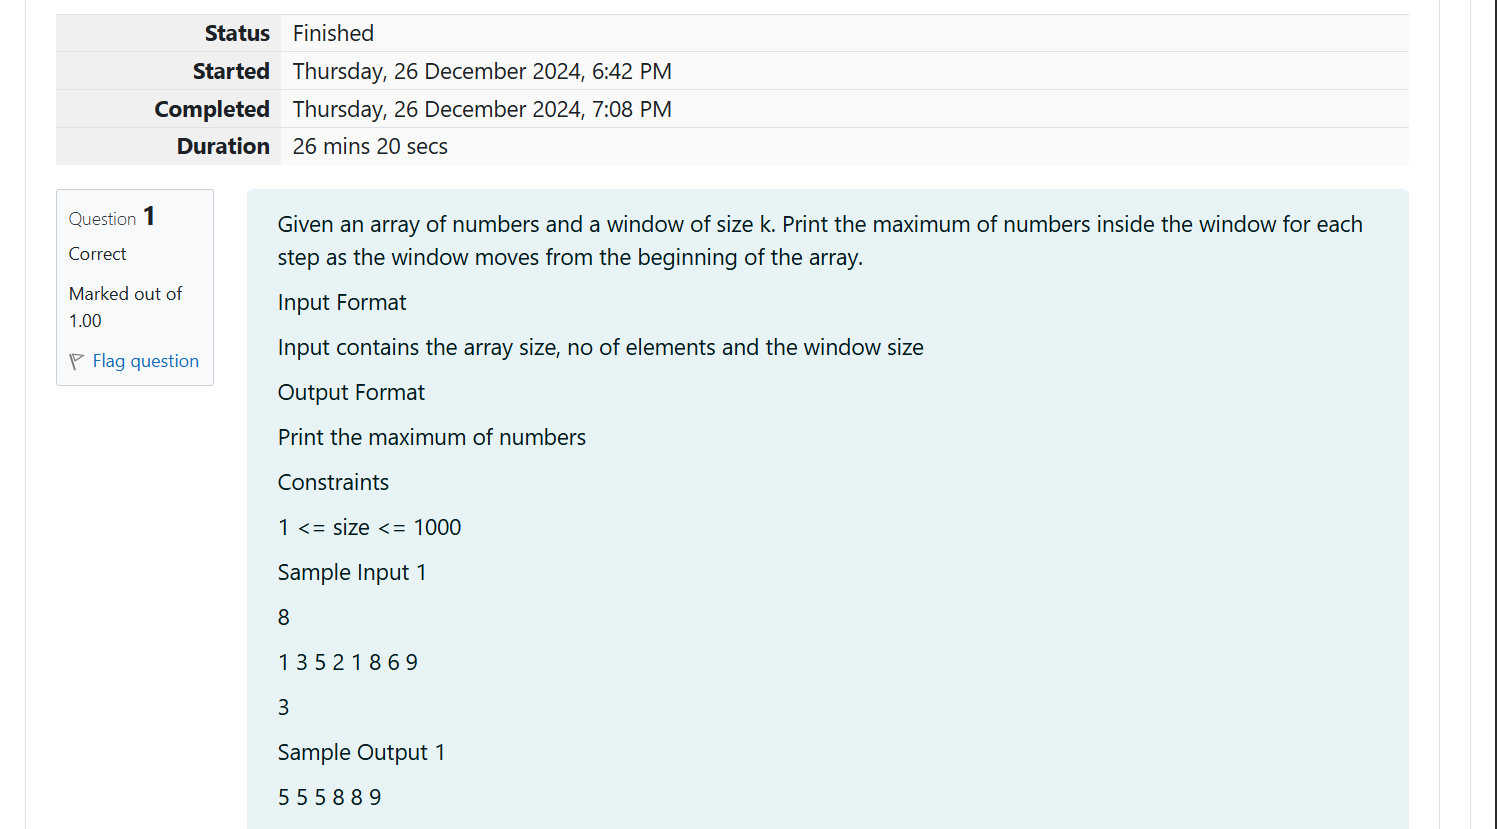 Status Finished
Started Thursday, 26 December 2024, 6:42 PM
Completed Thursday, 26 December 2024, 7:08 PM
Duration 26 mins 20 secs
Question 1
Correct
Marked out of
1.00
Flag question
Given an array of numbers and a window of size k. Print the maximum of numbers inside the window for each
step as the window moves from the beginning of the array.
Input Format
Input contains the array size, no of elements and the window size
Output Format
Print the maximum of numbers
Constraints
1 <= size <= 1000
Sample Input 1
8
1 3 5 2 1 8 6 9
3
Sample Output 1
5 5 5 8 8 9